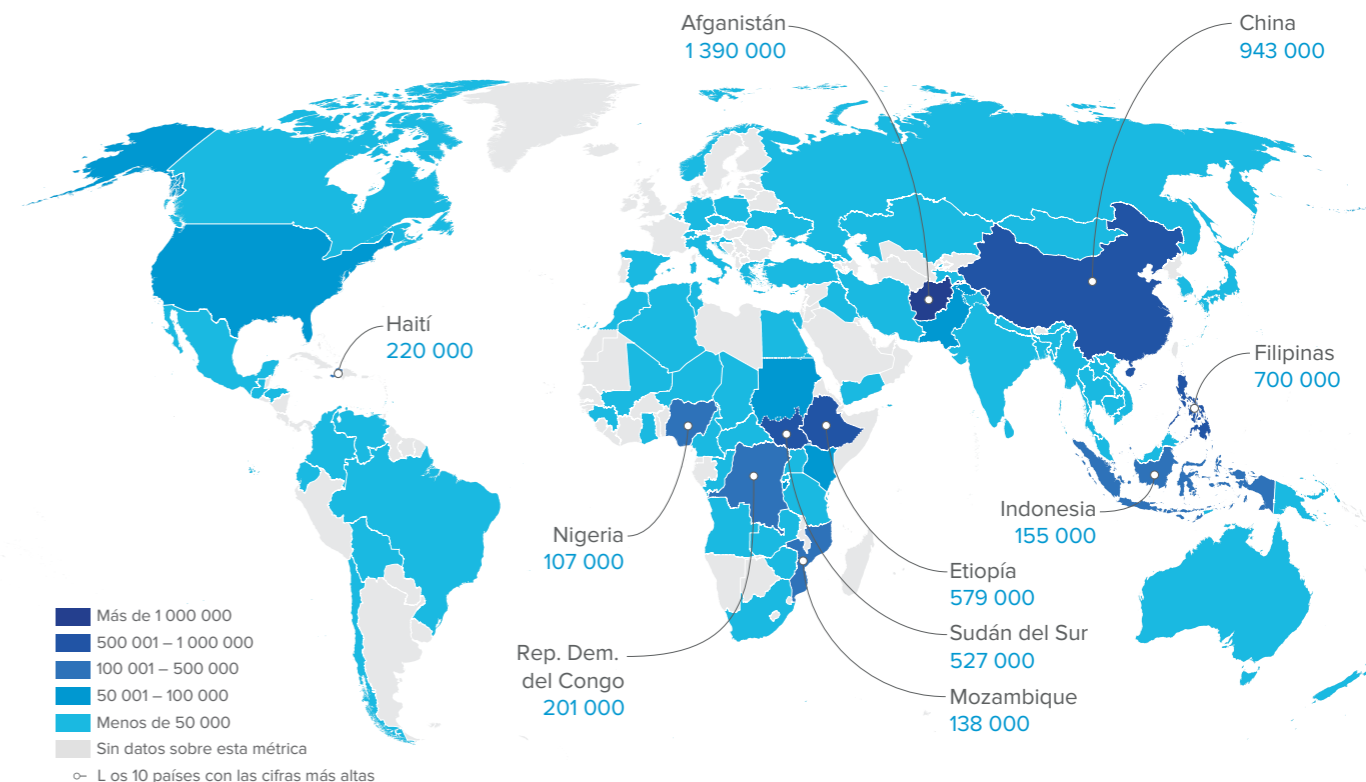 Afganistán
1 390 000
China
943 000
Haití
220 000
Filipinas
700 000
Indonesia
155 000
Nigeria
107 000
Etiopía
579 000
Sudán del Sur
527 000
Rep. Dem.
del Congo
201 000
Mozambique
138 000
Más de 1 000 000
500 001 – 1 000 000
100 001 – 500 000
50 001 – 100 000
Menos de 50 000
Sin datos sobre esta métrica
L os 10 países con las cifras más altas